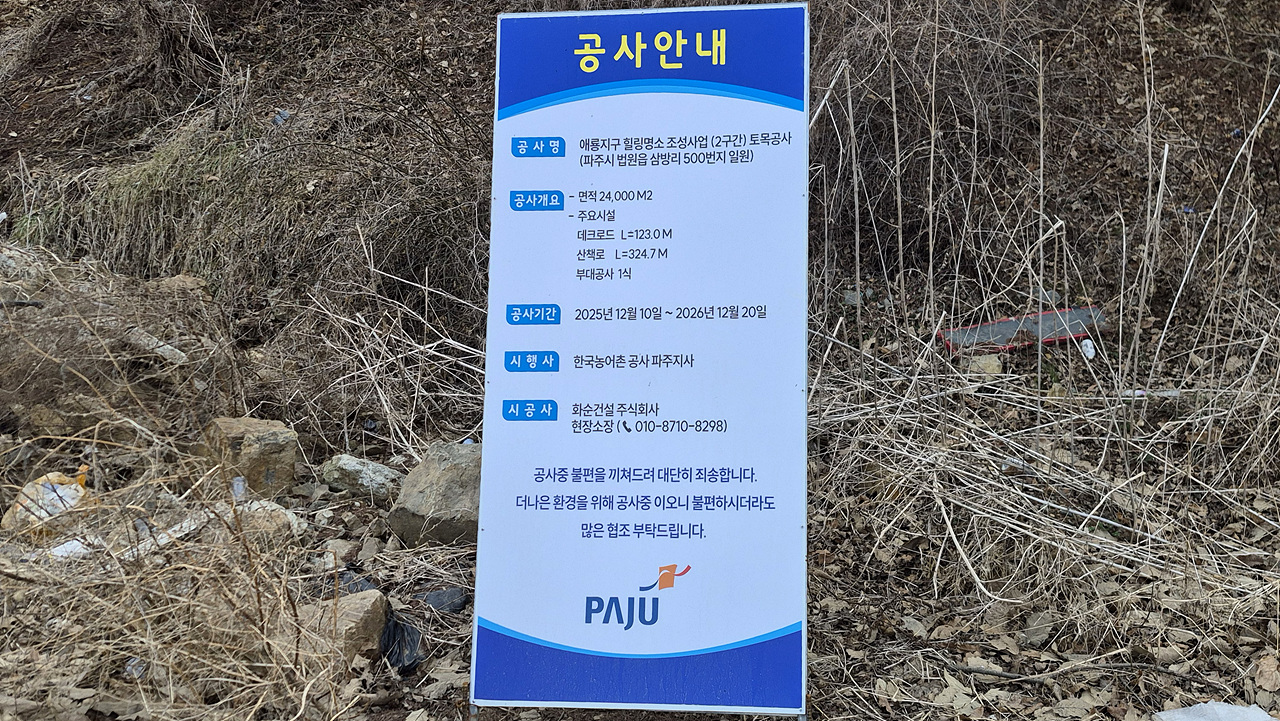 공사안내
공사명 애룡지구 힐링명소 조성사업 (2구간) 토목공사
(파주시 법원읍 삼방리 500번지 일원)
공사개요 - 면적 24,000 M2
- 주요시설
데크로드 L=123.0 M
산책로 L=324.7 M
부대공사 1식
공사기간 2025년 12월 10일 ~ 2026년 12월 20일
시행사 한국농어촌 공사 파주지사
시공사 화순건설 주식회사
현장소장 (📞 010-8710-8298)
공사중 불편을 끼쳐드려 대단히 죄송합니다.
더나은 환경을 위해 공사중 이오니 불편하시더라도
많은 협조 부탁드립니다.
PAJU